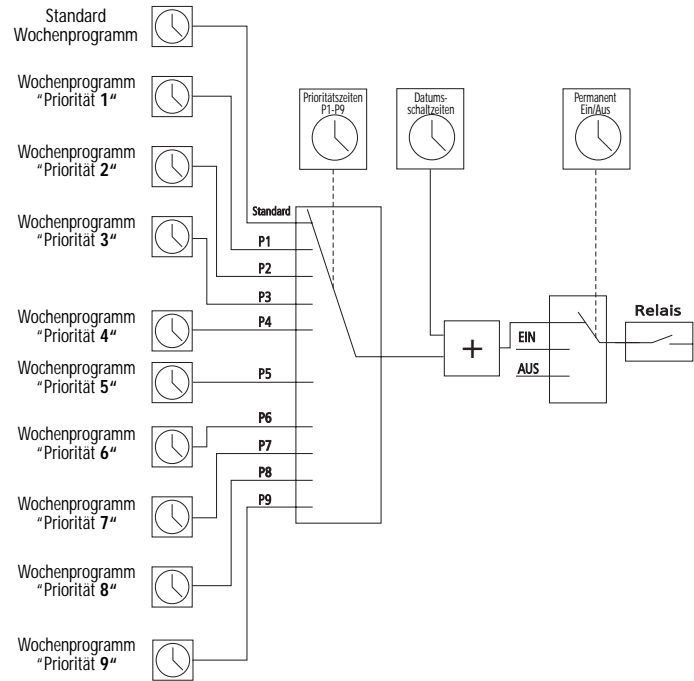 Standard
Wochenprogramm
Wochenprogramm
“Priorität 1“
Wochenprogramm
“Priorität 2“
Wochenprogramm
“Priorität 3“
Wochenprogramm
“Priorität 4“
Wochenprogramm
“Priorität 5“
Wochenprogramm
“Priorität 6“
Wochenprogramm
“Priorität 7“
Wochenprogramm
“Priorität 8“
Wochenprogramm
“Priorität 9“
Prioritätszeiten
P1-P9
Datums-
schaltzeiten
Permanent
Ein/Aus
Standard
P1
P2
P3
P4
P5
P6
P7
P8
P9
+
EIN
AUS
Relais